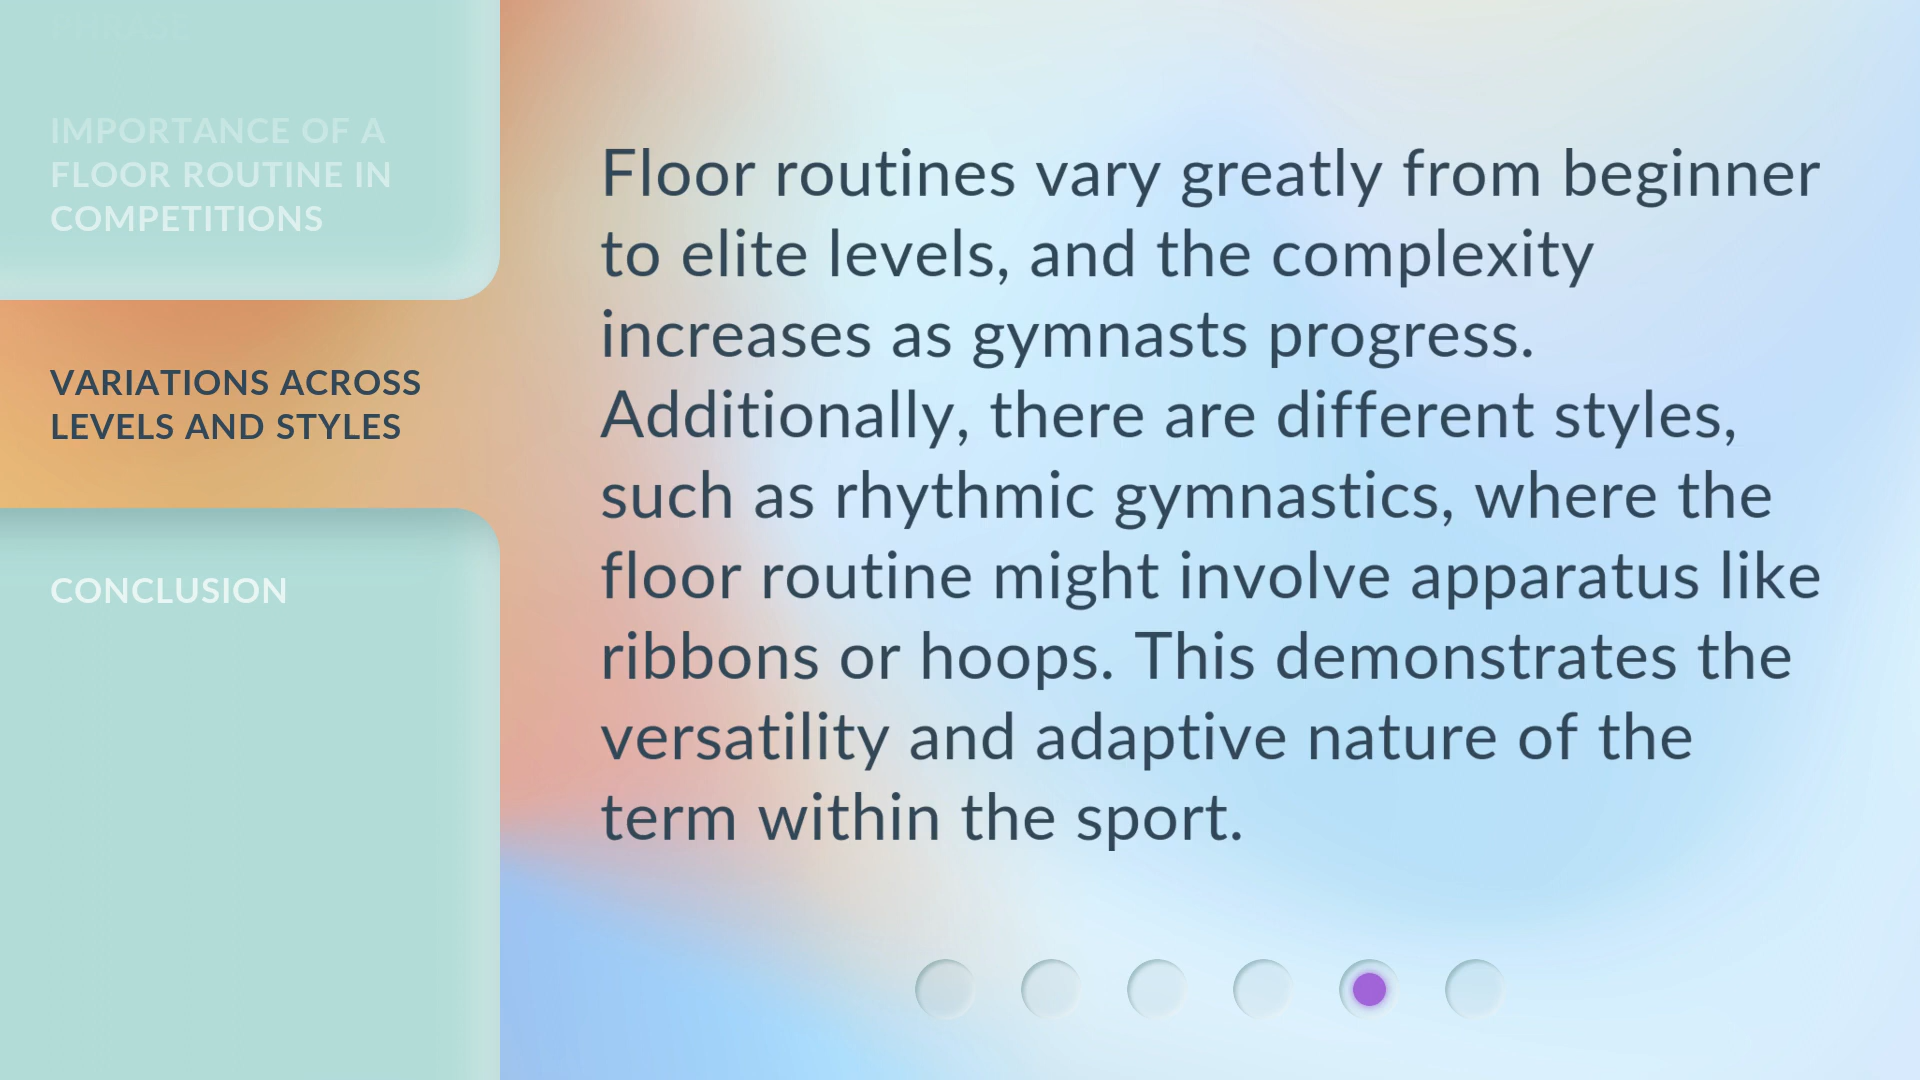 PHRASE
IMPORTANCE OF A
FLOOR ROUTINE IN
COMPETITIONS
VARIATIONS ACROSS
LEVELS AND STYLES
CONCLUSION
Floor routines vary greatly from beginner
to elite levels, and the complexity
increases as gymnasts progress.
Additionally, there are different styles,
such as rhythmic gymnastics, where the
floor routine might involve apparatus like
ribbons or hoops. This demonstrates the
versatility and adaptive nature of the
term within the sport.